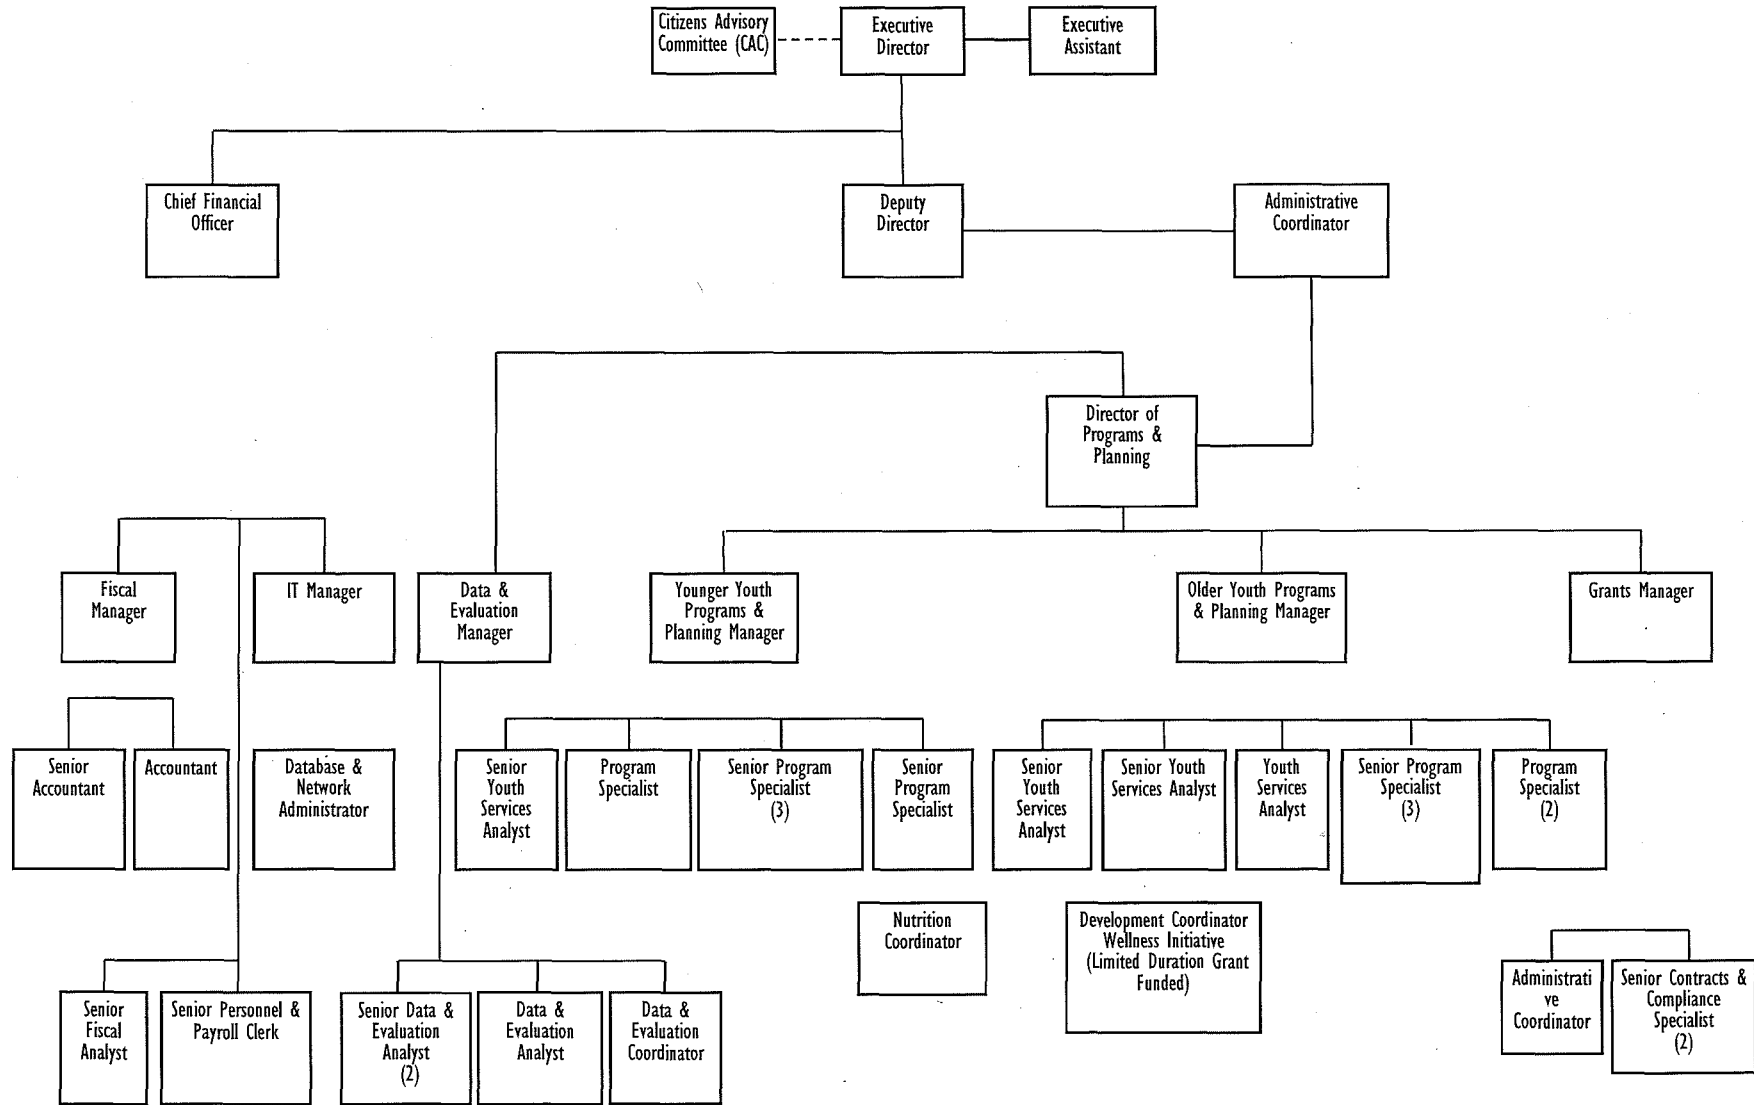 Citizens Advisory
Committee (CAC)
Executive
Director
Executive
Assistant
Chief Financial
Officer
Deputy
Director
Administrative
Coordinator
Director of
Programs &
Planning
Fiscal
Manager
IT Manager
Data &
Evaluation
Manager
Younger Youth
Programs &
Planning Manager
Older Youth Programs
& Planning Manager
Grants Manager
Senior
Accountant
Accountant
Database &
Network
Administrator
Senior
Youth
Services
Analyst
Program
Specialist
Senior Program
Specialist
(3)
Senior
Program
Specialist
Senior
Youth
Services
Analyst
Senior Youth
Services Analyst
Youth
Services
Analyst
Senior Program
Specialist
(3)
Program
Specialist
(2)
Nutrition
Coordinator
Development Coordinator
Wellness Initiative
(Limited Duration Grant
Funded)
Administrati
ve
Coordinator
Senior Contracts &
Compliance
Specialist
(2)
Senior
Fiscal
Analyst
Senior Personnel &
Payroll Clerk
Senior Data &
Evaluation
Analyst
(2)
Data &
Evaluation
Analyst
Data &
Evaluation
Coordinator